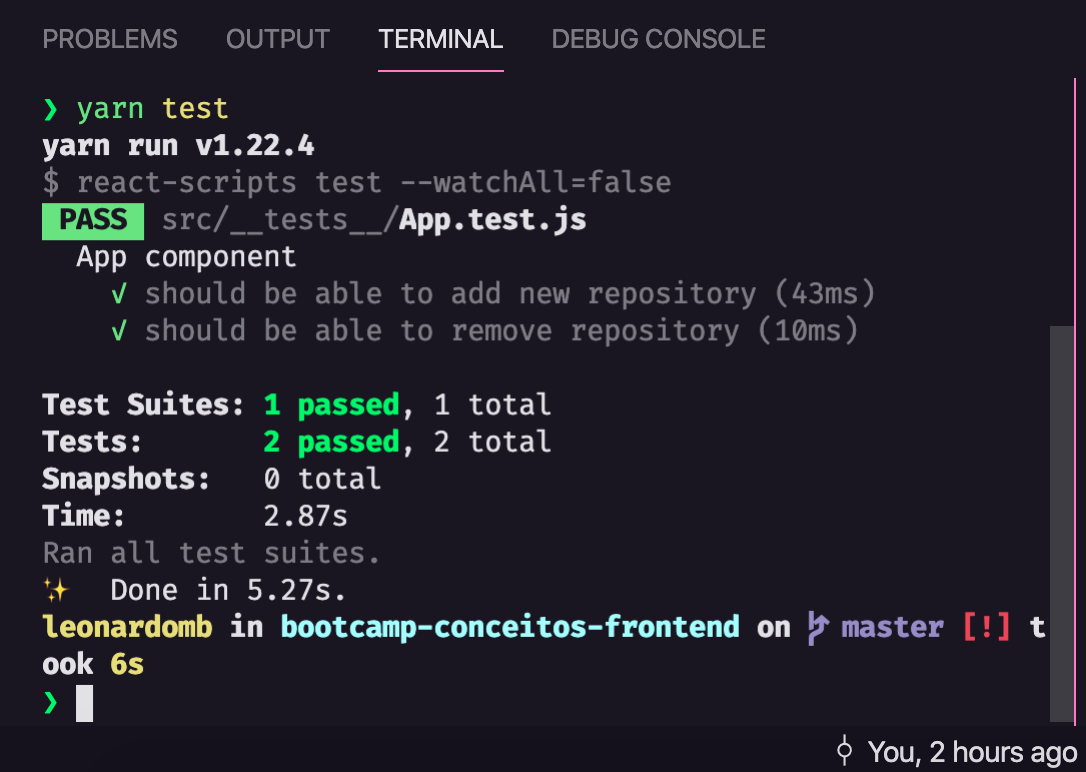 PROBLEMS OUTPUT TERMINAL DEBUG CONSOLE
❯ yarn test
yarn run v1.22.4
$ react-scripts test --watchAll=false
PASS src/__tests__/App.test.js
App component
√ should be able to add new repository (43ms)
√ should be able to remove repository (10ms)
Test Suites: 1 passed, 1 total
Tests: 2 passed, 2 total
Snapshots: 0 total
Time: 2.87s
Ran all test suites.
✨ Done in 5.27s.
leonardomb in bootcamp-conceitos-frontend on master [!] t
ook 6s
❯
You, 2 hours ago